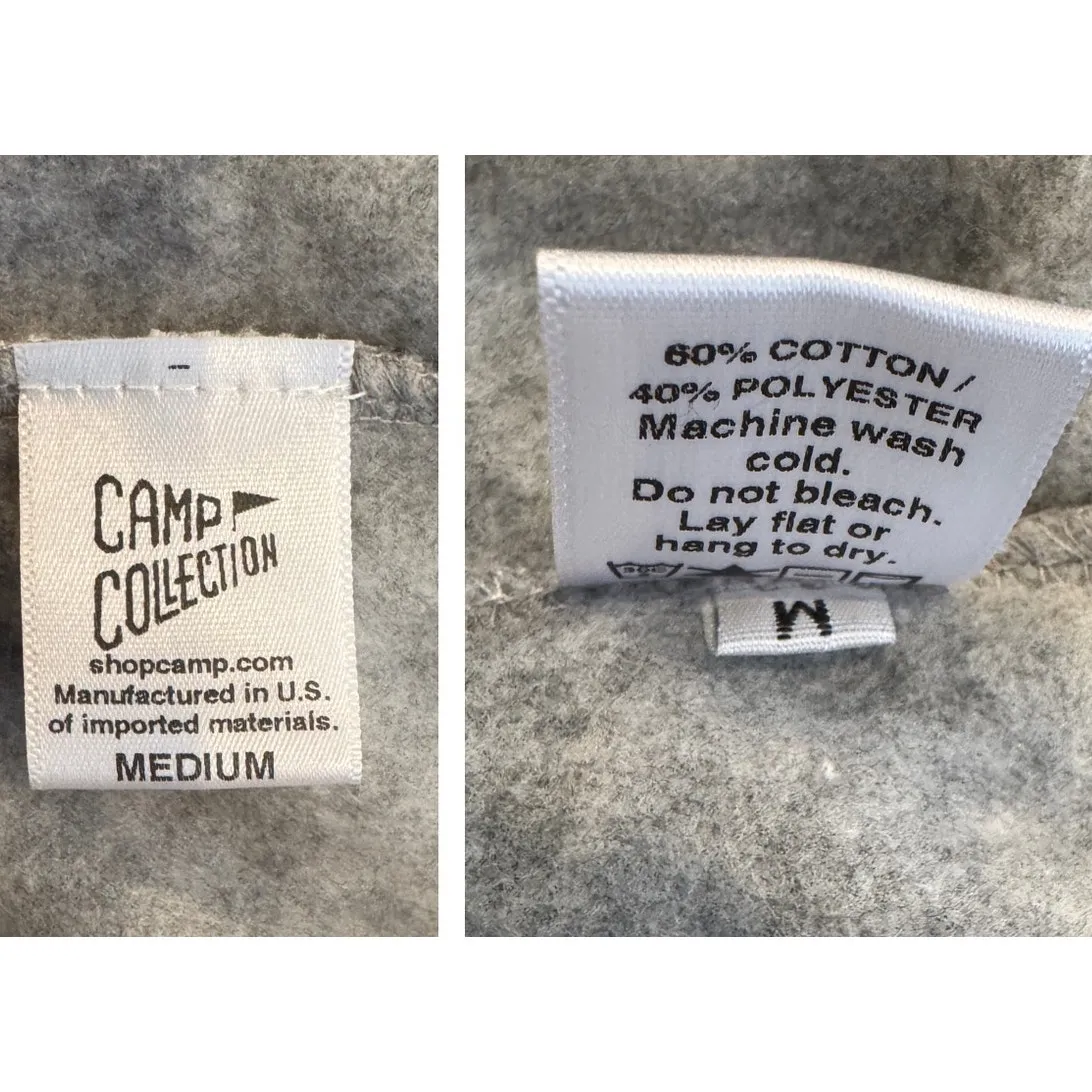 CAMP
COLLECTION
shopcamp.com
Manufactured in U.S.
of imported materials.
MEDIUM
60% COTTON /
40% POLYESTER
Machine wash
cold.
Do not bleach.
Lay flat or
hang to dry.
M